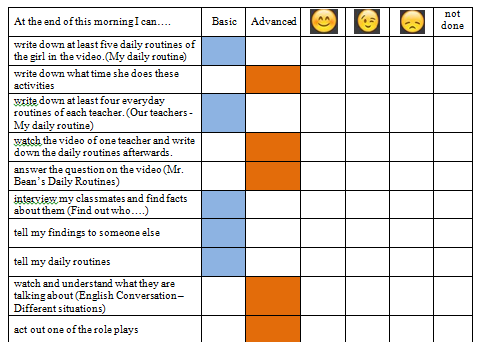 At the end of this morning I can.... Basic Advanced not done
write down at least five daily routines of
the girl in the video.(My daily routine)
write down what time she does these
activities
write down at least four everyday
routines of each teacher. (Our teachers -
My daily routine)
watch the video of one teacher and write
down the daily routines afterwards.
answer the question on the video (Mr.
Bean's Daily Routines)
interview my classmates and find facts
about them (Find out who....)
tell my findings to someone else
tell my daily routines
watch and understand what they are
talking about (English Conversation–
Different situations)
act out one of the role plays